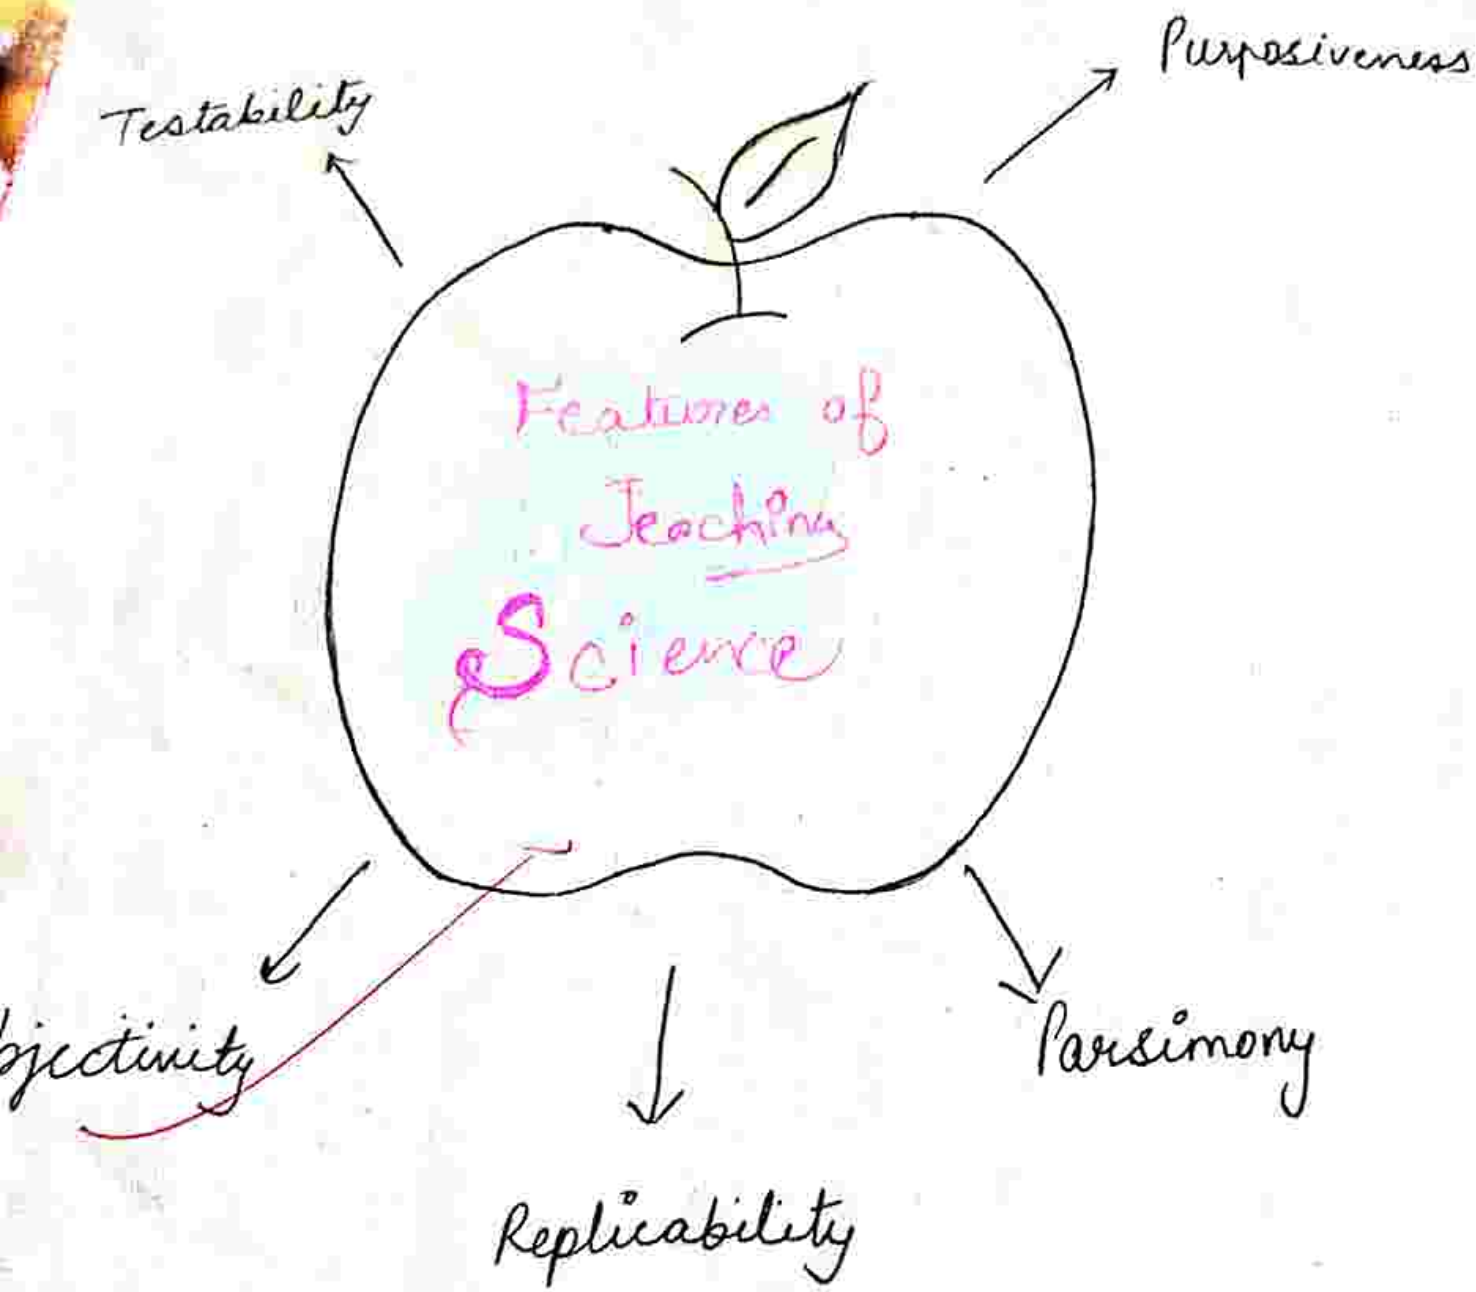 Purposiveness
Testability
Features of
Teaching
Science
bjectivity
Parsimony
Replicability